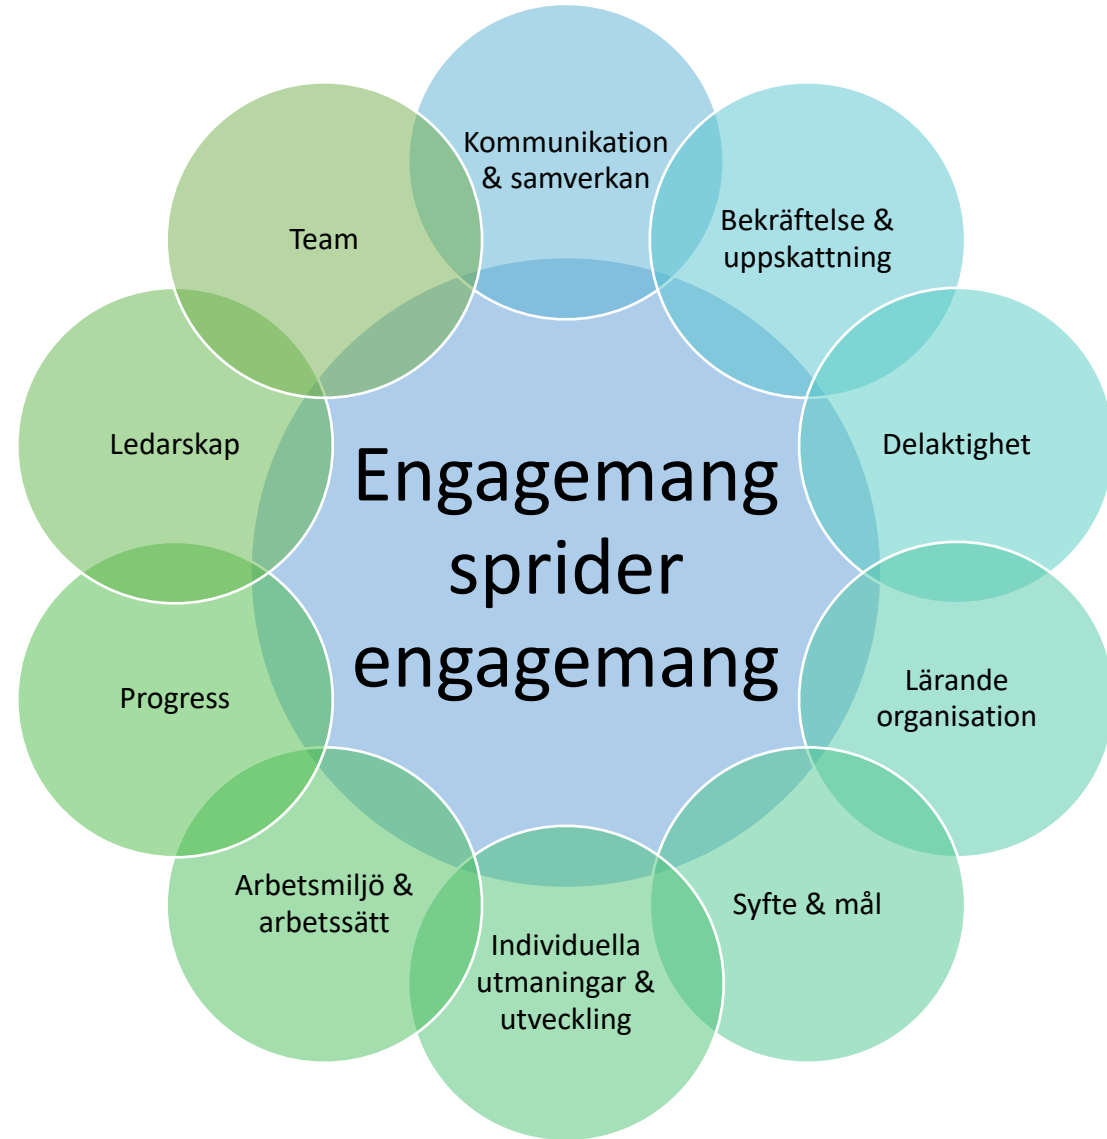 Kommunikation
& samverkan
Bekräftelse &
uppskattning
Team
Delaktighet
Ledarskap
Engagemang
sprider
engagemang
Lärande
organisation
Progress
Syfte & mål
Arbetsmiljö &
arbetssätt
Individuella
utmaningar &
utveckling